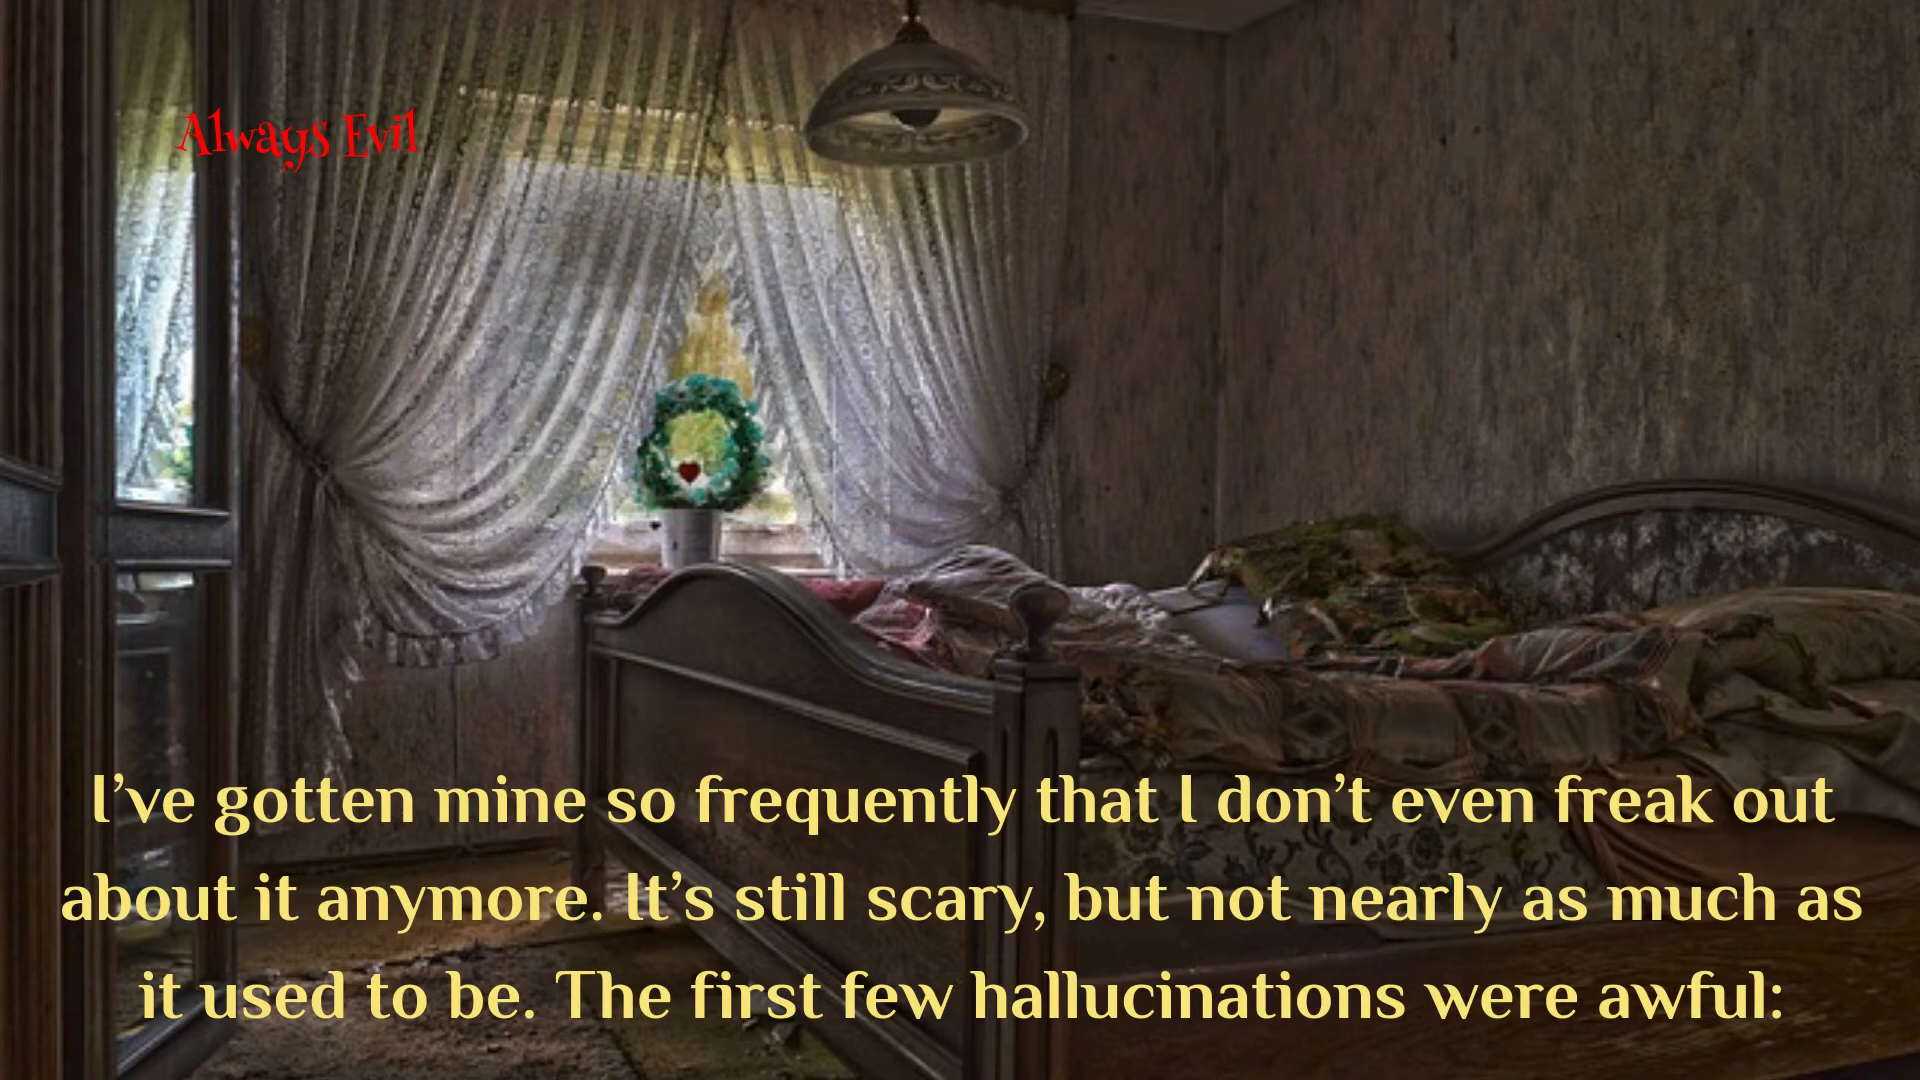 Always Evil
I’ve gotten mine so frequently that I don’t even freak out
about it anymore. It’s still scary, but not nearly as much as
it used to be. The first few hallucinations were awful: